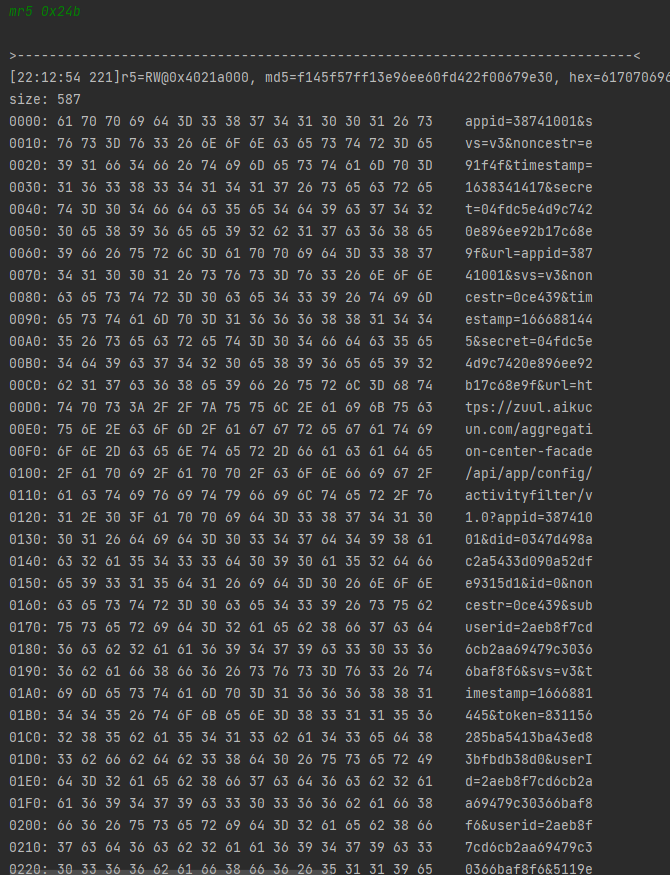 mr5 0x24b
>-----------------------------------------------------------------------------<
[22:12:54 221]r5=RW@0x4021a000, md5=f145f57ff13e96ee60fd422f00679e30, hex=617070696
size: 587
0000: 61 70 70 69 64 3D 33 38 37 34 31 30 30 31 26 73    appid=38741001&s
0010: 76 73 3D 76 33 26 6E 6F 6E 63 65 73 74 72 3D 65    vs=v3&noncestr=e
0020: 39 31 66 34 66 26 74 69 6D 65 73 74 61 6D 70 3D    91f4f&timestamp=
0030: 31 36 33 38 33 34 31 34 31 37 26 73 65 63 72 65    1638341417&secre
0040: 74 3D 30 34 66 64 63 35 65 34 64 39 63 37 34 32    t=04fdc5e4d9c742
0050: 30 65 38 39 36 65 65 39 32 62 31 37 63 36 38 65    0e896ee92b17c68e
0060: 39 66 26 75 72 6C 3D 61 70 70 69 64 3D 33 38 37    9f&url=appid=387
0070: 34 31 30 30 31 26 73 76 73 3D 76 33 26 6E 6F 6E    41001&svs=v3&non
0080: 63 65 73 74 72 3D 30 63 65 34 33 39 26 74 69 6D    cestr=0ce439&tim
0090: 65 73 74 61 6D 70 3D 31 36 36 36 38 38 31 34 34    estamp=166688144
00A0: 35 26 73 65 63 72 65 74 3D 30 34 66 64 63 35 65    5&secret=04fdc5e
00B0: 34 64 39 63 37 34 32 30 65 38 39 36 65 65 39 32    4d9c7420e896ee92
00C0: 62 31 37 63 36 38 65 39 66 26 75 72 6C 3D 68 74    b17c68e9f&url=ht
00D0: 74 70 73 3A 2F 2F 7A 75 75 6C 2E 61 69 6B 75 63    tps://zuul.aikuc
00E0: 75 6E 2E 63 6F 6D 2F 61 67 67 72 65 67 61 74 69    un.com/aggregati
00F0: 6F 6E 2D 63 65 6E 74 65 72 2D 66 61 63 61 64 65    on-center-facade
0100: 2F 61 70 69 2F 61 70 70 2F 63 6F 6E 66 69 67 2F    /api/app/config/
0110: 61 63 74 69 76 69 74 79 66 69 6C 74 65 72 2F 76    activityfilter/v
0120: 31 2E 30 3F 61 70 70 69 64 3D 33 38 37 34 31 30    1.0?appid=387410
0130: 30 31 26 64 69 64 3D 30 33 34 37 64 34 39 38 61    01&did=0347d498a
0140: 63 32 61 35 34 33 33 64 30 39 30 61 35 32 64 66    c2a5433d090a52df
0150: 65 39 33 31 35 64 31 26 69 64 3D 30 26 6E 6F 6E    e9315d1&id=0&non
0160: 63 65 73 74 72 3D 30 63 65 34 33 39 26 73 75 62    cestr=0ce439&sub
0170: 75 73 65 72 69 64 3D 32 61 65 62 38 66 37 63 64    userid=2aeb8f7cd
0180: 36 63 62 32 61 61 36 39 34 37 39 63 33 30 33 36    6cb2aa69479c3036
0190: 36 62 61 66 38 66 36 26 73 76 73 3D 76 33 26 74    6baf8f6&svs=v3&t
01A0: 69 6D 65 73 74 61 6D 70 3D 31 36 36 36 38 38 31    imestamp=1666881
01B0: 34 34 35 26 74 6F 6B 65 6E 3D 38 33 31 31 35 36    445&token=831156
01C0: 32 38 35 62 61 35 34 31 33 62 61 34 33 65 64 38    285ba5413ba43ed8
01D0: 33 62 66 62 64 62 33 38 64 30 26 75 73 65 72 49    3bfbdb38d0&userI
01E0: 64 3D 32 61 65 62 38 66 37 63 64 36 63 62 32 61    d=2aeb8f7cd6cb2a
01F0: 61 36 39 34 37 39 63 33 30 33 36 36 62 61 66 38    a69479c30366baf8
0200: 66 36 26 75 73 65 72 69 64 3D 32 61 65 62 38 66    f6&userid=2aeb8f
0210: 37 63 64 36 63 62 32 61 61 36 39 34 37 39 63 33    7cd6cb2aa69479c3
0220: 30 33 36 36 62 61 66 38 66 36 26 35 31 31 39 65    0366baf8f6&5119e